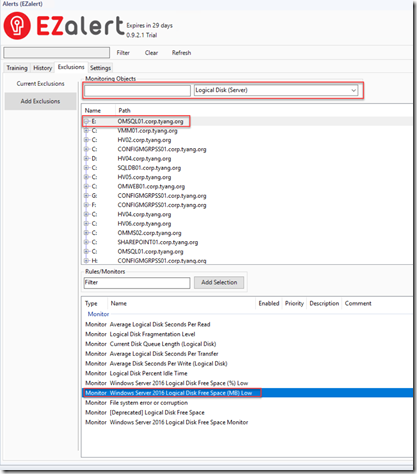 Alerts (EZalert)
EZalert
Expires in 29 days
0.9.2.1 Trial
Filter Clear Refresh
Training History Exclusions Settings
Current Exclusions
Add Exclusions
Monitoring Objects
Logical Disk (Server)
Name Path
E: OMSQL01.corp.tyang.org
C: VMM01.corp.tyang.org
C: HV02.corp.tyang.org
C: CONFIGMGRPSS01.corp.tyang.org
D: HV04.corp.tyang.org
C: SQLDB01.corp.tyang.org
C: HV05.corp.tyang.org
C: OMWEB01.corp.tyang.org
G: CONFIGMGRPSS01.corp.tyang.org
F: CONFIGMGRPSS01.corp.tyang.org
C: HV04.corp.tyang.org
C: HV06.corp.tyang.org
C: OMMS02.corp.tyang.org
C: SHAREPOINT01.corp.tyang.org
C: OMSQL01.corp.tyang.org
H: CONFIGMGRPSS01.corp.tyang.org
Rules/Monitors
Filter Add Selection
Type Name Enabled Priority Description Comment
Monitor
Monitor Average Logical Disk Seconds Per Read
Monitor Logical Disk Fragmentation Level
Monitor Current Disk Queue Length (Logical Disk)
Monitor Average Logical Disk Seconds Per Transfer
Monitor Average Disk Seconds Per Write (Logical Disk)
Monitor Logical Disk Percent Idle Time
Monitor Windows Server 2016 Logical Disk Free Space (%) Low
Monitor Windows Server 2016 Logical Disk Free Space (MB) Low
Monitor File system error or corruption
Monitor [Deprecated] Logical Disk Free Space
Monitor Windows Server 2016 Logical Disk Free Space Monitor